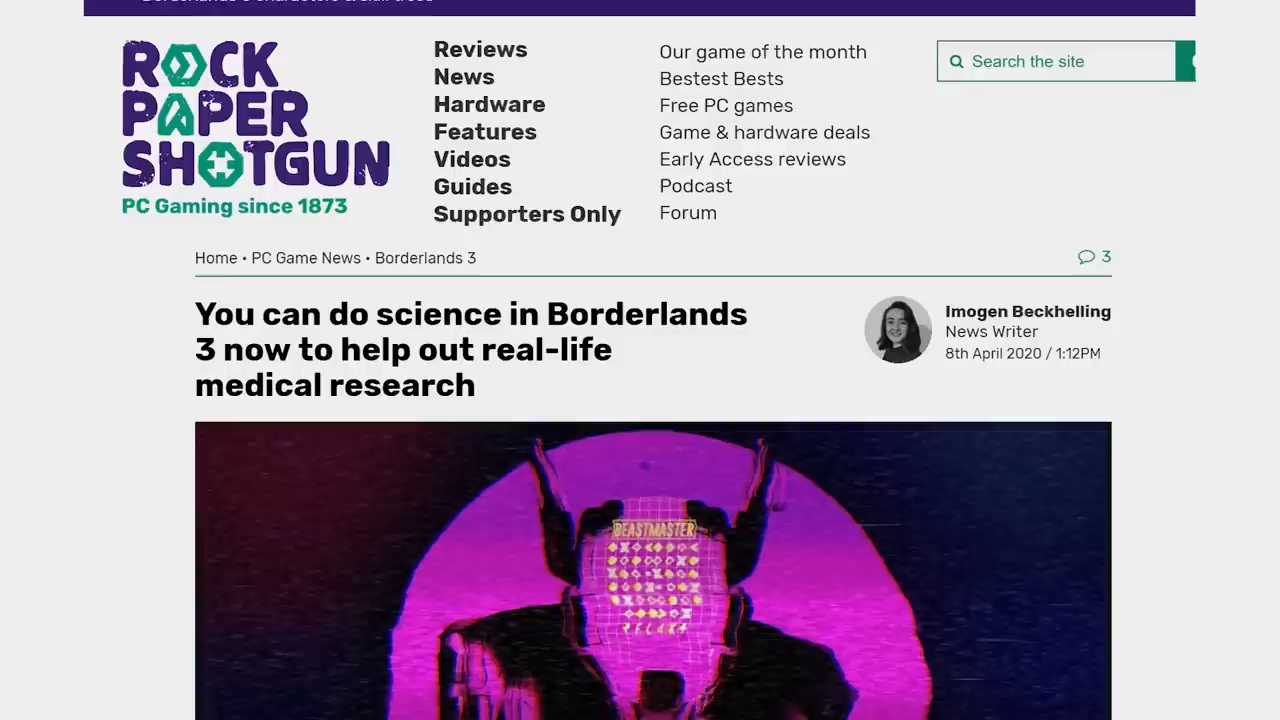 ROCK
PAPER
SHOTGUN
PC Gaming since 1873
Reviews
News
Hardware
Features
Videos
Guides
Supporters Only
Our game of the month
Bestest Bests
Free PC games
Game & hardware deals
Early Access reviews
Podcast
Forum
Search the site
Home • PC Game News • Borderlands 3
3
You can do science in Borderlands
3 now to help out real-life
medical research
Imogen Beckhelling
News Writer
8th April 2020 / 1:12PM
BEASTMASTER